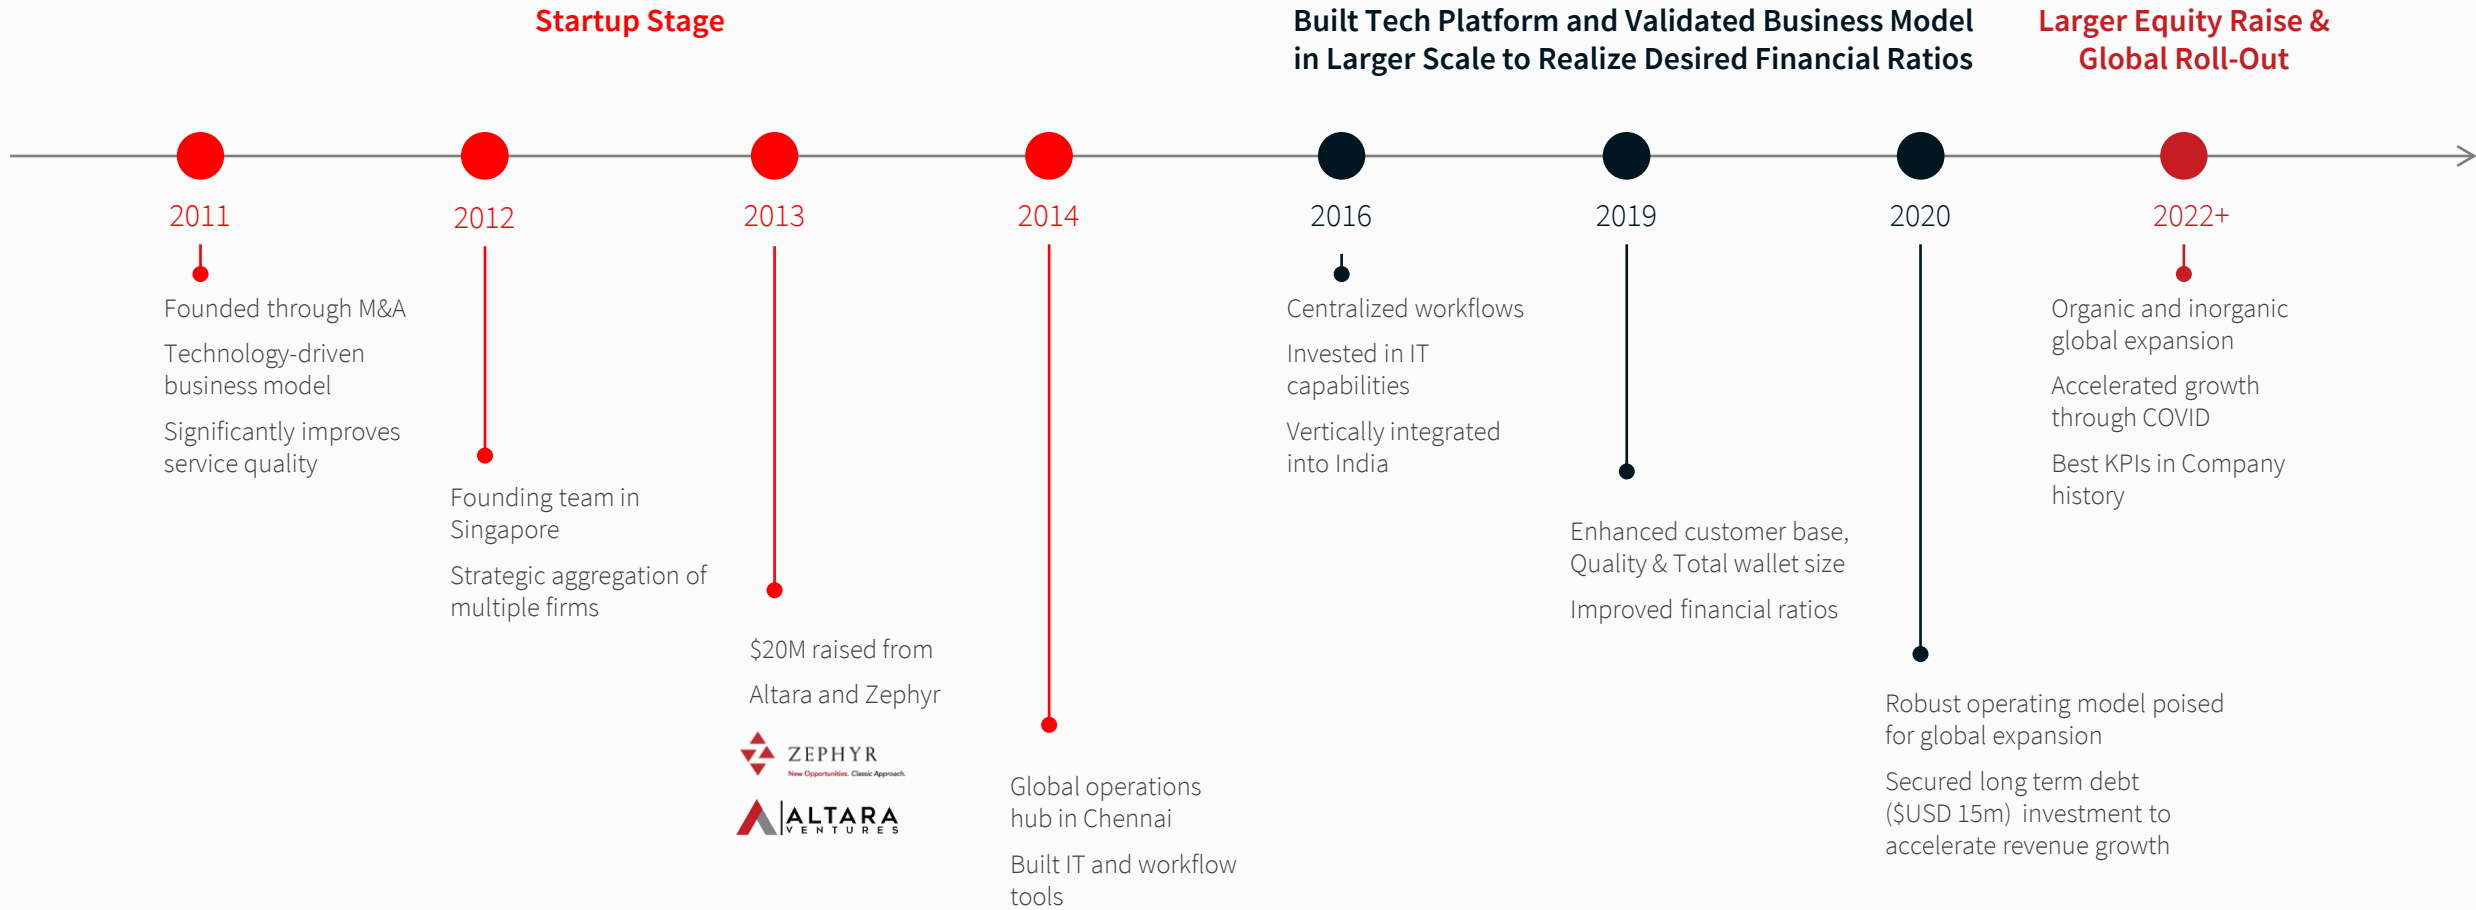 Startup Stage
Built Tech Platform and Validated Business Model
in Larger Scale to Realize Desired Financial Ratios
Larger Equity Raise &
Global Roll-Out
2011
Founded through M&A
Technology-driven
business model
Significantly improves
service quality
2012
Founding team in
Singapore
Strategic aggregation of
multiple firms
2013
$20M raised from
Altara and Zephyr
ZEPHYR
New Opportunities. Classic Approach.
ALTARA
VENTURES
2014
Global operations
hub in Chennai
Built IT and workflow
tools
2016
Centralized workflows
Invested in IT
capabilities
Vertically integrated
into India
2019
Enhanced customer base,
Quality & Total wallet size
Improved financial ratios
2020
Robust operating model poised
for global expansion
Secured long term debt
($USD 15m)  investment to
accelerate revenue growth
2022+
Organic and inorganic
global expansion
Accelerated growth
through COVID
Best KPIs in Company
history